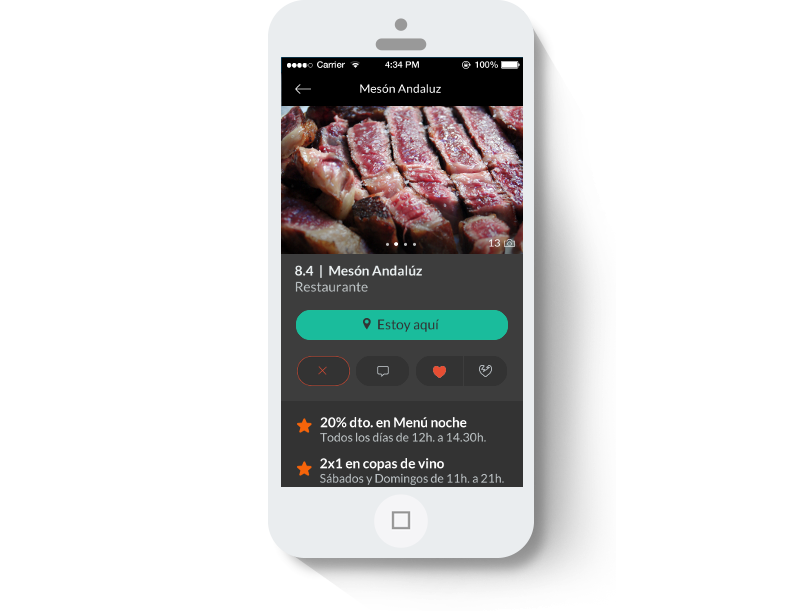 Carrier 4:34 PM 100%
Mesón Andaluz
13
8.4 | Mesón Andalúz
Restaurante
Estoy aquí
20% dto. en Menú noche
Todos los días de 12h. a 14.30h.
2x1 en copas de vino
Sábados y Domingos de 11h. a 21h.